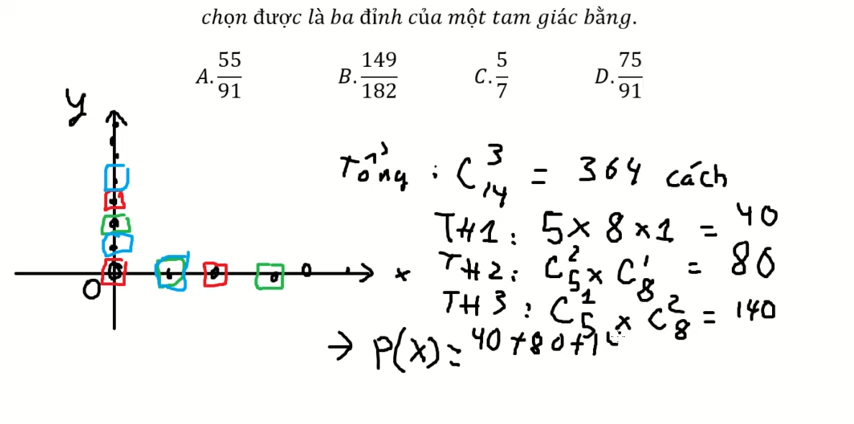 chọn được là ba đỉnh của một tam giác bằng.
A. 55/91 B. 149/182 C. 5/7 D. 75/91
y
Tổng : C³₁₄ = 364 cách
TH1 : 5 × 8 × 1 = 40
TH2 : C²₅ × C¹₈ = 80
TH3 : C¹₅ × C²₈ = 140
→ P(x) = 40 + 80 + 1
O
x